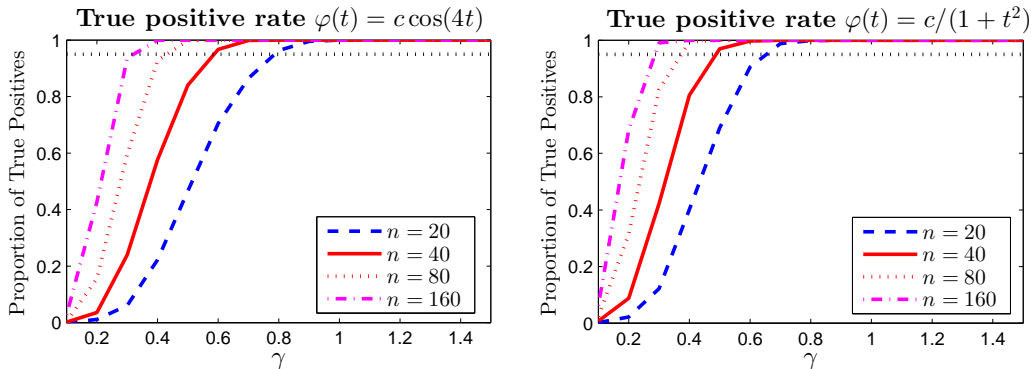 True positive rate φ(t) = c cos(4t)
Proportion of True Positives
1
0.8
0.6
0.4
0.2
0
0.2 0.4 0.6 0.8 1 1.2 1.4
γ
n = 20
n = 40
n = 80
n = 160
True positive rate φ(t) = c/(1 + t²)
Proportion of True Positives
1
0.8
0.6
0.4
0.2
0
0.2 0.4 0.6 0.8 1 1.2 1.4
γ
n = 20
n = 40
n = 80
n = 160